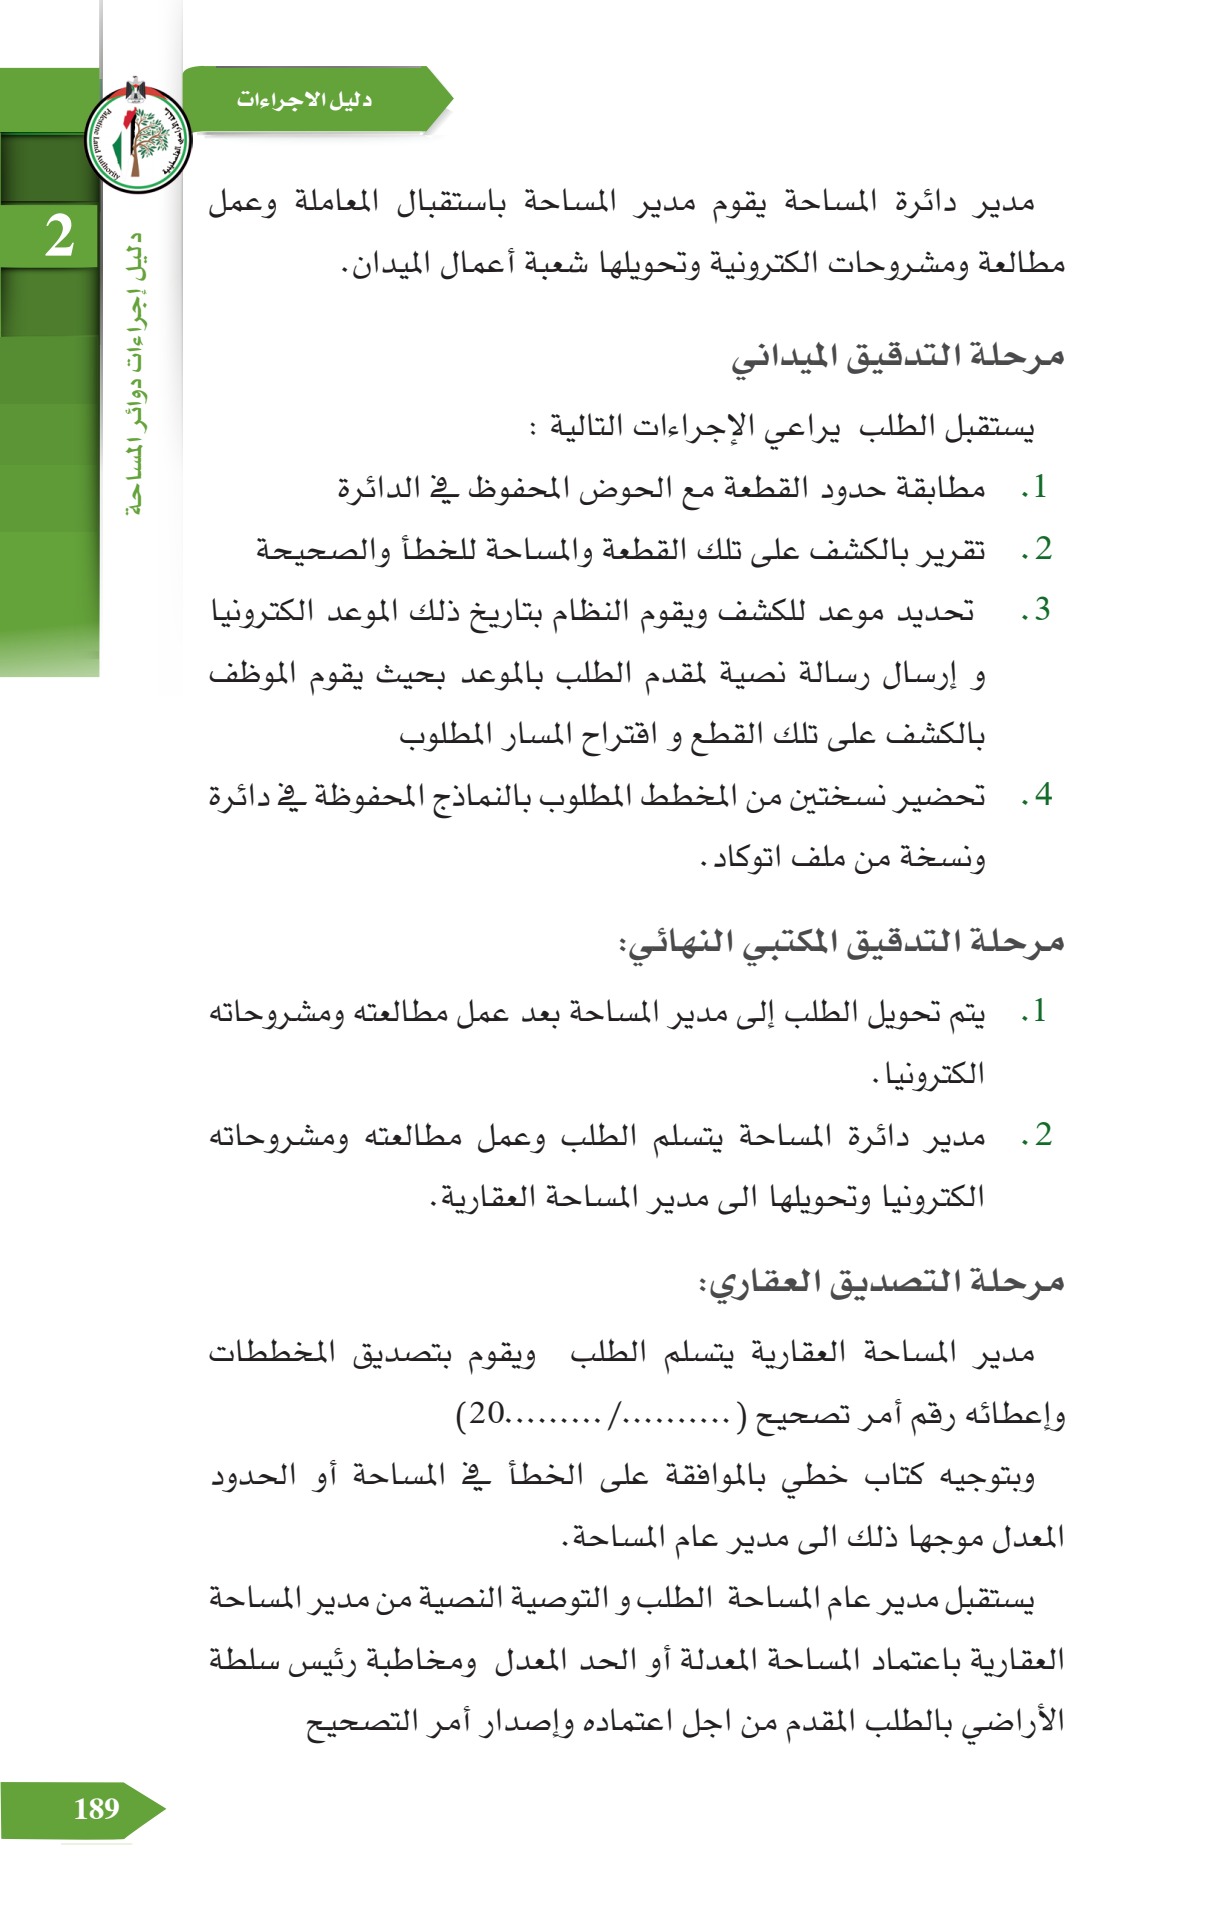 دليل الاجراءات
Palestine Land Authority
2
دليل إجراءات دوائر المساحة
مدير دائرة المساحة يقوم مدير المساحة باستقبال المعاملة وعمل
مطالعة ومشروحات الكترونية وتحويلها شعبة أعمال الميدان.
مرحلة التدقيق الميداني
يستقبل الطلب يراعي الإجراءات التالية :
1. مطابقة حدود القطعة مع الحوض المحفوظ في الدائرة
2. تقرير بالكشف على تلك القطعة والمساحة للخطأ والصحيحة
3. تحديد موعد للكشف ويقوم النظام بتاريخ ذلك الموعد الكترونيا
و إرسال رسالة نصية لمقدم الطلب بالموعد بحيث يقوم الموظف
بالكشف على تلك القطع و اقتراح المسار المطلوب
4. تحضير نسختين من المخطط المطلوب بالنماذج المحفوظة في دائرة
ونسخة من ملف اتوكاد.
مرحلة التدقيق المكتبي النهائي:
1. يتم تحويل الطلب إلى مدير المساحة بعد عمل مطالعته ومشروحاته
الكترونيا.
2. مدير دائرة المساحة يتسلم الطلب وعمل مطالعته ومشروحاته
الكترونيا وتحويلها الى مدير المساحة العقارية.
مرحلة التصديق العقاري:
مدير المساحة العقارية يتسلم الطلب ويقوم بتصديق المخططات
وإعطائه رقم أمر تصحيح ( ........../.........20)
وبتوجيه كتاب خطي بالموافقة على الخطأ في المساحة أو الحدود
المعدل موجها ذلك الى مدير عام المساحة.
يستقبل مدير عام المساحة الطلب و التوصية النصية من مدير المساحة
العقارية باعتماد المساحة المعدلة أو الحد المعدل ومخاطبة رئيس سلطة
الأراضي بالطلب المقدم من اجل اعتماده وإصدار أمر التصحيح
189